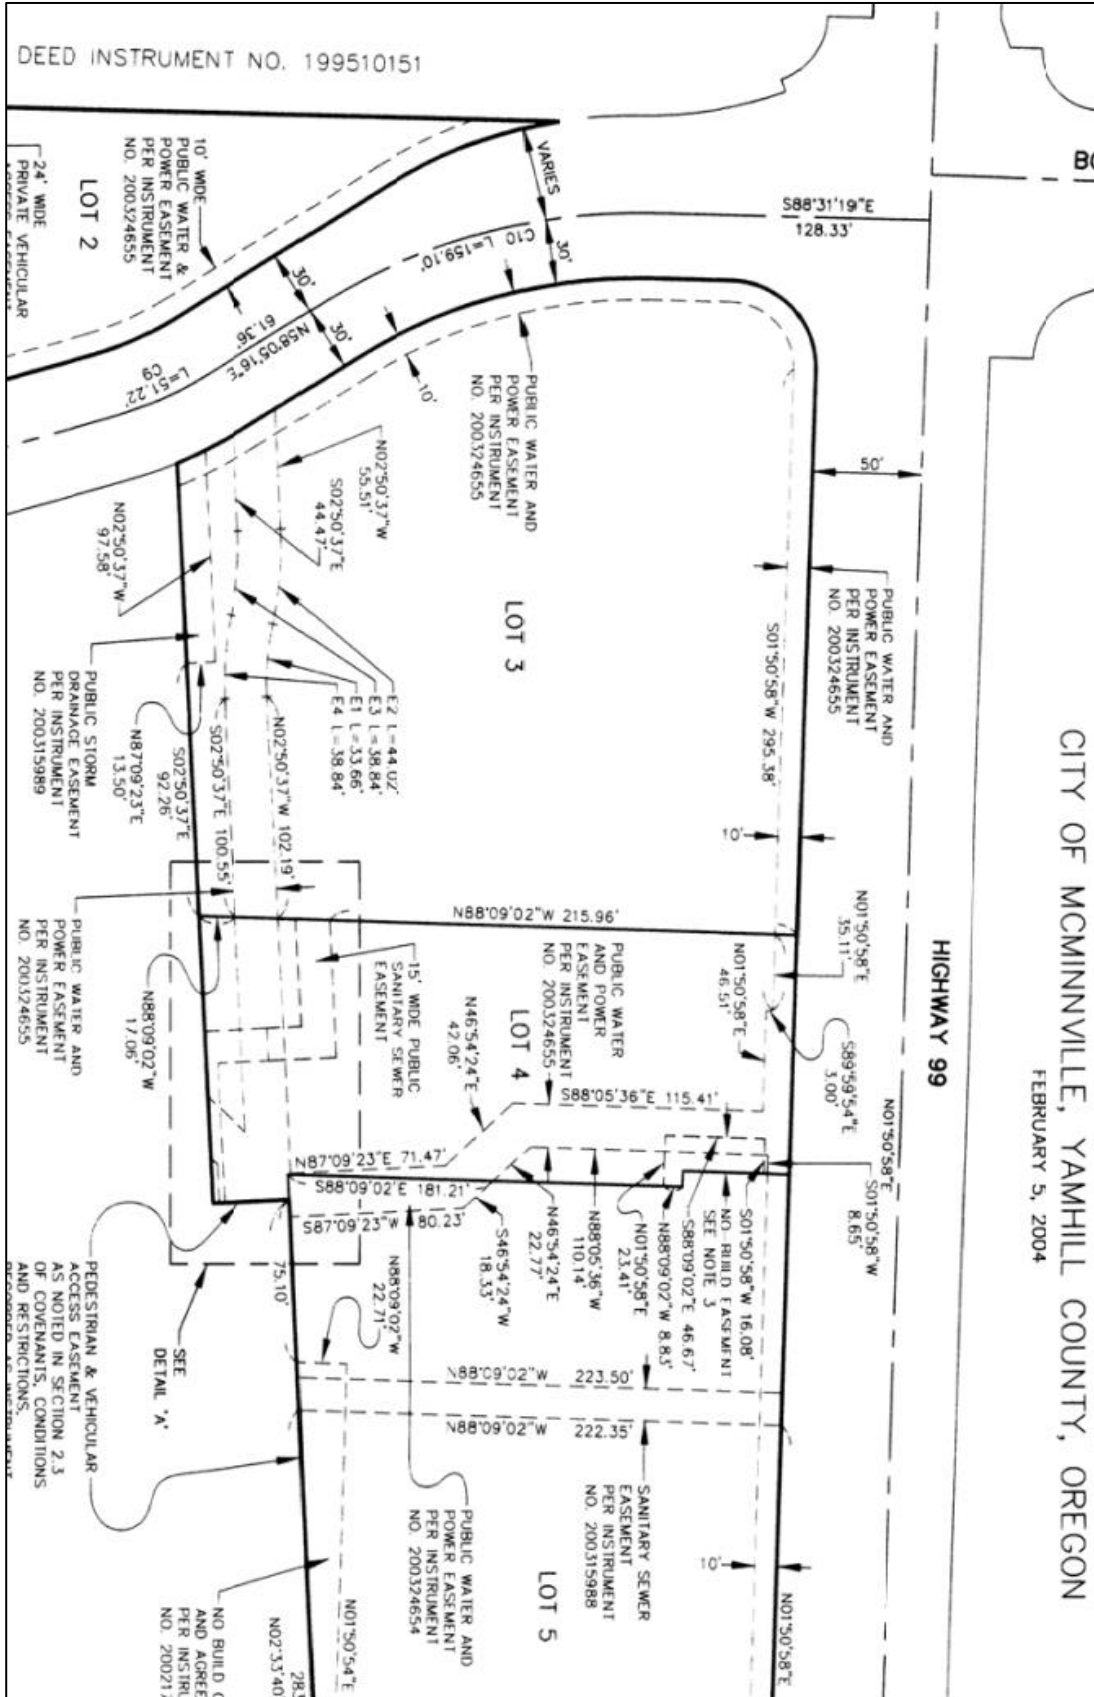 DEED INSTRUMENT NO. 199510151
CITY OF MCMINNVILLE, YAMHILL COUNTY, OREGON
FEBRUARY 5, 2004
HIGHWAY 99
S88°31'19"E
128.33'
VARIES
30'
C10 L=159.10'
30'
30'
N58°05'16"E
61.36'
C9
L=51.22'
10' WIDE
PUBLIC WATER &
POWER EASEMENT
PER INSTRUMENT
NO. 200324655
LOT 2
24' WIDE
PRIVATE VEHICULAR
10'
PUBLIC WATER AND
POWER EASEMENT
PER INSTRUMENT
NO. 200324655
50'
PUBLIC WATER AND
POWER EASEMENT
PER INSTRUMENT
NO. 200324655
S01°50'58"W 295.38'
10'
LOT 3
N02°50'37"W
55.51'
S02°50'37"E
44.47'
N02°50'37"W
97.58'
E2 L=44.02'
E3 L=38.84'
E1 L=33.66'
E4 L=38.84'
PUBLIC STORM
DRAINAGE EASEMENT
PER INSTRUMENT
NO. 200315989
N87°09'23"E
13.50'
S02°50'37"E
92.26'
S02°50'37"E 100.55'
N02°50'37"W 102.19'
N88°09'02"W 215.96'
N01°50'58"E
35.11'
N01°50'58"E
46.51'
S89°59'54"E
3.00'
N01°50'58"E
S01°50'58"W
8.65'
PUBLIC WATER
AND POWER
EASEMENT
PER INSTRUMENT
NO. 200324655
LOT 4
N46°54'24"E
42.06'
S88°05'36"E 115.41'
15' WIDE PUBLIC
SANITARY SEWER
EASEMENT
PUBLIC WATER AND
POWER EASEMENT
PER INSTRUMENT
NO. 200324655
N88°09'02"W
17.06'
N87°09'23"E 71.47'
S88°09'02"E 181.21'
S87°09'23"W 80.23'
S01°50'58"W 16.08'
NO BUILD EASEMENT
SEE NOTE 3
S88°09'02"E 46.67'
N88°09'02"W 8.83'
N01°50'58"E
23.41'
N88°05'36"W
110.14'
N46°54'24"E
22.77'
S46°54'24"W
18.33'
N88°09'02"W
22.71'
75.10'
N88°09'02"W 223.50'
N88°09'02"W 222.35'
SEE
DETAIL "A"
PEDESTRIAN & VEHICULAR
ACCESS EASEMENT
AS NOTED IN SECTION 2.3
OF COVENANTS, CONDITIONS
AND RESTRICTIONS,
SANITARY SEWER
EASEMENT
PER INSTRUMENT
NO. 200315988
PUBLIC WATER AND
POWER EASEMENT
PER INSTRUMENT
NO. 200324654
LOT 5
10'
N01°50'58"E
N01°50'54"E
N02°33'40
NO BUILD